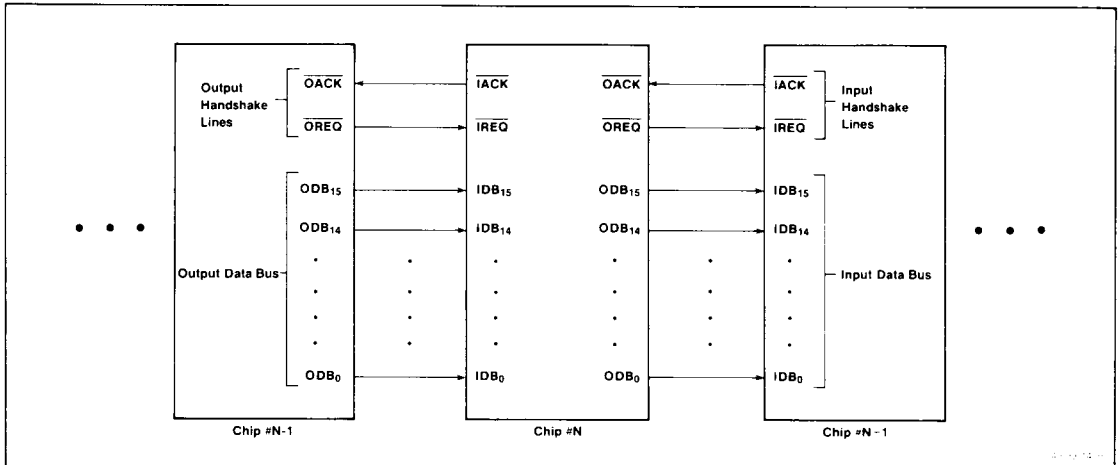 Output
Handshake
Lines
OACK
OREQ
ODB15
ODB14
Output Data Bus
ODB0
Chip #N-1
IACK
IREQ
IDB15
IDB14
IDB0
OACK
OREQ
ODB15
ODB14
ODB0
Chip #N
IACK
IREQ
Input
Handshake
Lines
IDB15
IDB14
Input Data Bus
IDB0
Chip #N-1